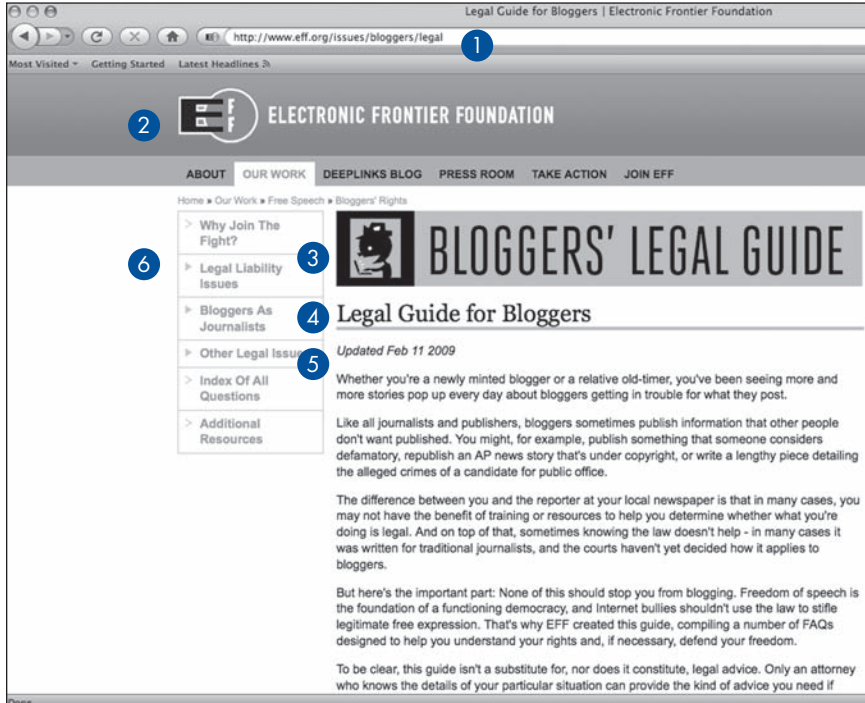 Legal Guide for Bloggers | Electronic Frontier Foundation
http://www.eff.org/issues/bloggers/legal
1
Most Visited Getting Started Latest Headlines
2
EFF
ELECTRONIC FRONTIER FOUNDATION
ABOUT OUR WORK DEEPLINKS BLOG PRESS ROOM TAKE ACTION JOIN EFF
Home » Our Work » Free Speech » Bloggers' Rights
6
> Why Join The
Fight?
Legal Liability
Issues
Bloggers As
Journalists
Other Legal
> Index Of All
Questions
> Additional
Resources
3
BLOGGERS' LEGAL GUIDE
4
Legal Guide for Bloggers
5
Updated Feb 11 2009
Whether you're a newly minted blogger or a relative old-timer, you've been seeing more and
more stories pop up every day about bloggers getting in trouble for what they post.
Like all journalists and publishers, bloggers sometimes publish information that other people
don't want published. You might, for example, publish something that someone considers
defamatory, republish an AP news story that's under copyright, or write a lengthy piece detailing
the alleged crimes of a candidate for public office.
The difference between you and the reporter at your local newspaper is that in many cases, you
may not have the benefit of training or resources to help you determine whether what you're
doing is legal. And on top of that, sometimes knowing the law doesn't help - in many cases it
was written for traditional journalists, and the courts haven't yet decided how it applies to
bloggers.
But here's the important part: None of this should stop you from blogging. Freedom of speech is
the foundation of a functioning democracy, and Internet bullies shouldn't use the law to stifle
legitimate free expression. That's why EFF created this guide, compiling a number of FAQs
designed to help you understand your rights and, if necessary, defend your freedom.
To be clear, this guide isn't a substitute for, nor does it constitute, legal advice. Only an attorney
who knows the details of your particular situation can provide the kind of advice you need if